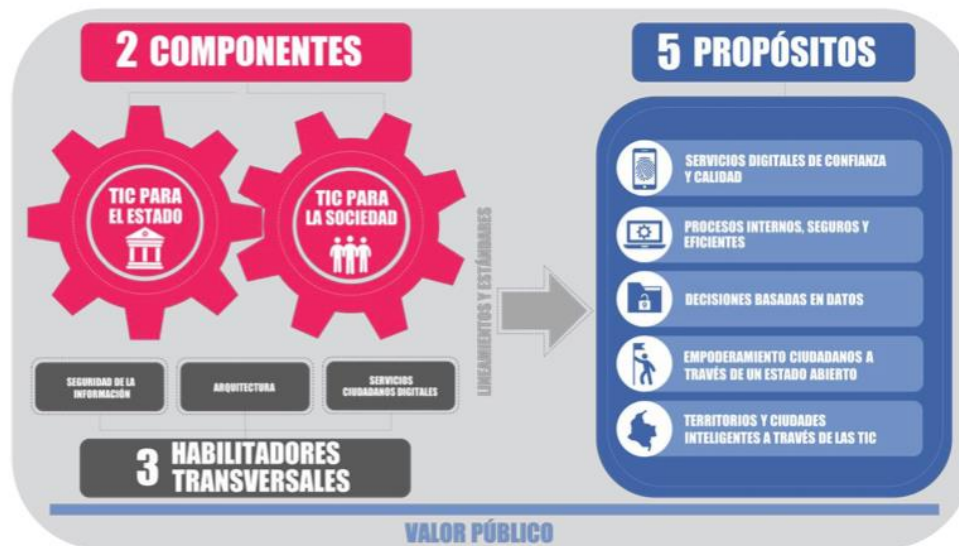 2 COMPONENTES
TIC PARA
EL ESTADO
TIC PARA
LA SOCIEDAD
SEGURIDAD DE LA
INFORMACIÓN
ARQUITECTURA
SERVICIOS
CIUDADANOS DIGITALES
3 HABILITADORES
TRANSVERSALES
LINEAMIENTOS Y ESTÁNDARES
5 PROPÓSITOS
SERVICIOS DIGITALES DE CONFIANZA
Y CALIDAD
PROCESOS INTERNOS, SEGUROS Y
EFICIENTES
DECISIONES BASADAS EN DATOS
EMPODERAMIENTO CIUDADANOS A
TRAVÉS DE UN ESTADO ABIERTO
TERRITORIOS Y CIUDADES
INTELIGENTES A TRAVÉS DE LAS TIC
VALOR PÚBLICO